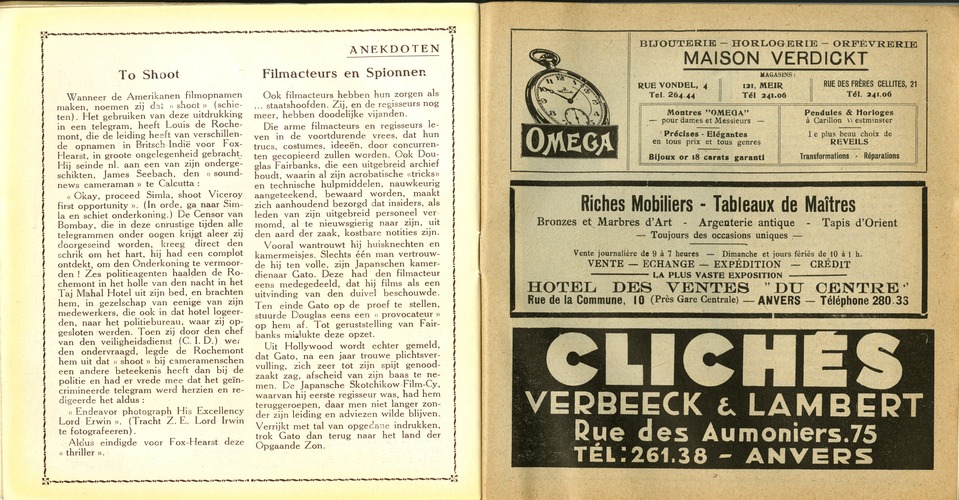 ANEKDOTEN
To Shoot
Wanneer de Amerikanen filmopnamen
maken, noemen zij dat « shoot » (schie-
ten). Het gebruiken van deze uitdrukking
in een telegram, heeft Louis de Roche-
mont, die de leiding heeft van verschillen-
de opnamen in Britsch-Indië voor Fox-
Hearst, in groote ongelegenheid gebracht.
Hij seinde nl. aan een van zijn onderge-
schikten, James Seebach, den « sound-
news cameraman » te Calcutta :
« Okay, proceed Simla, shoot Viceroy
first opportunity ». (In orde, ga naar Sim-
la en schiet onderkoning.) De Censor van
Bombay, die in deze onrustige tijden alle
telegrammen onder oogen krijgt aleer zij
doorgeseind worden, kreeg direct den
schrik om het hart, hij had een complot
ontdekt, om den Onderkoning te vermoor-
den ! Zes politieagenten haalden de Ro-
chemont in het holle van den nacht in het
Taj Mahal Hotel uit zijn bed, en brachten
hem, in gezelschap van eenige van zijn
medewerkers, die ook in dat hotel logeer-
den, naar het politiebureau, waar zij op-
gesloten werden. Toen zij door den chef
van den veiligheidsdienst (C. I. D.) wer-
den ondervraagd, legde de Rochemont
hem uit dat « shoot » bij cameramenschen
een andere beteekenis heeft dan bij de
politie en had er vrede mee dat het geïn-
crimineerde telegram werd herzien en re-
digeerde het aldus :
« Endeavor photograph His Excellency
Lord Erwin ». (Tracht Z. E. Lord Irwin
te fotografeeren).
Aldus eindigde voor Fox-Hearst deze
« thriller ».
Filmacteurs en Spionnen
Ook filmacteurs hebben hun zorgen als
... staatshoofden. Zij, en de regisseurs nog
meer, hebben doodelijke vijanden.
Die arme filmacteurs en regisseurs le-
ven in de voortdurende vrees, dat hun
trucs, costumes, ideeën, door concurren-
ten gecopieerd zullen worden. Ook Dou-
glas Fairbanks, die een uitgebreid archief
houdt, waarin al zijn acrobatische «tricks»
en technische hulpmiddelen, nauwkeurig
aangeteekend, bewaard worden, maakt
zich aanhoudend bezorgd dat insiders, als
leden van zijn uitgebreid personeel ver-
momd, al te nieuwsgierig naar zijn, uit
den aard der zaak, kostbare notities zijn.
Vooral wantrouwt hij huisknechten en
kamermeisjes. Slechts één man vertrouw-
de hij ten volle, zijn Japanschen kamer-
dienaar Gato. Deze had den filmacteur
eens medegedeeld, dat hij films als een
uitvinding van den duivel beschouwde.
Ten einde Gato op de proef te stellen,
stuurde Douglas eens een « provocateur »
op hem af. Tot geruststelling van Fair-
banks mislukte deze opzet.
Uit Hollywood wordt echter gemeld,
dat Gato, na een jaar trouwe plichtsver-
vulling, zich zeer tot zijn spijt genood-
zaakt zag, afscheid van zijn baas te ne-
men. De Japansche Skotchikow-Film-Cy,
waarvan hij eerste regisseur was, had hem
teruggeroepen, daar men niet langer zon-
der zijn leiding en adviezen wilde blijven.
Verrijkt met tal van opgedane indrukken,
trok Gato dan terug naar het land der
Opgaande Zon.
BIJOUTERIE – HORLOGERIE – ORFÉVRERIE
MAISON VERDICKT
MAGASINS :
RUE VONDEL, 4
Tel. 264.44
121, MEIR
Tél 241.06
RUE DES FRÈRES CELLITES, 21
Tél. 241.06
Montres "OMEGA"
— pour dames et Messieurs —
Précises - Elégantes
en tous prix et tous genres
Bijoux or 18 carats garanti
Pendules & Horloges
à Carillon Westminster
Le plus beau choix de
REVEILS
Transformations - Réparations
OMEGA
Riches Mobiliers - Tableaux de Maîtres
Bronzes et Marbres d'Art - Argenterie antique - Tapis d'Orient
— Toujours des occasions uniques —
Vente journalière de 9 à 7 heures — Dimanche et jours fériés de 10 à 1 h.
VENTE — ECHANGE — EXPÉDITION — CRÉDIT
— LA PLUS VASTE EXPOSITION —
HOTEL DES VENTES "DU CENTRE"
Rue de la Commune, 10 (Près Gare Centrale) — ANVERS — Téléphone 280.33
CLICHÉS
VERBEECK & LAMBERT
Rue des Aumoniers.75
TÉL: 261.38 – ANVERS